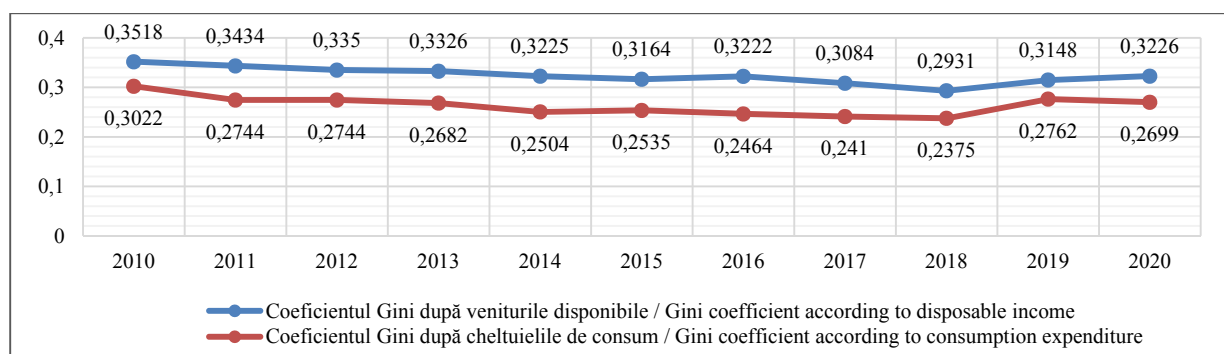 0,3518 0,3434 0,335 0,3326 0,3225 0,3164 0,3222 0,3084 0,2931 0,3148 0,3226
0,4
0,3
0,3022 0,2744 0,2744 0,2682 0,2504 0,2535 0,2464 0,241 0,2375 0,2762 0,2699
0,2
0,1
0
2010 2011 2012 2013 2014 2015 2016 2017 2018 2019 2020
Coeficientul Gini după veniturile disponibile / Gini coefficient according to disposable income
Coeficientul Gini după cheltuielile de consum / Gini coefficient according to consumption expenditure